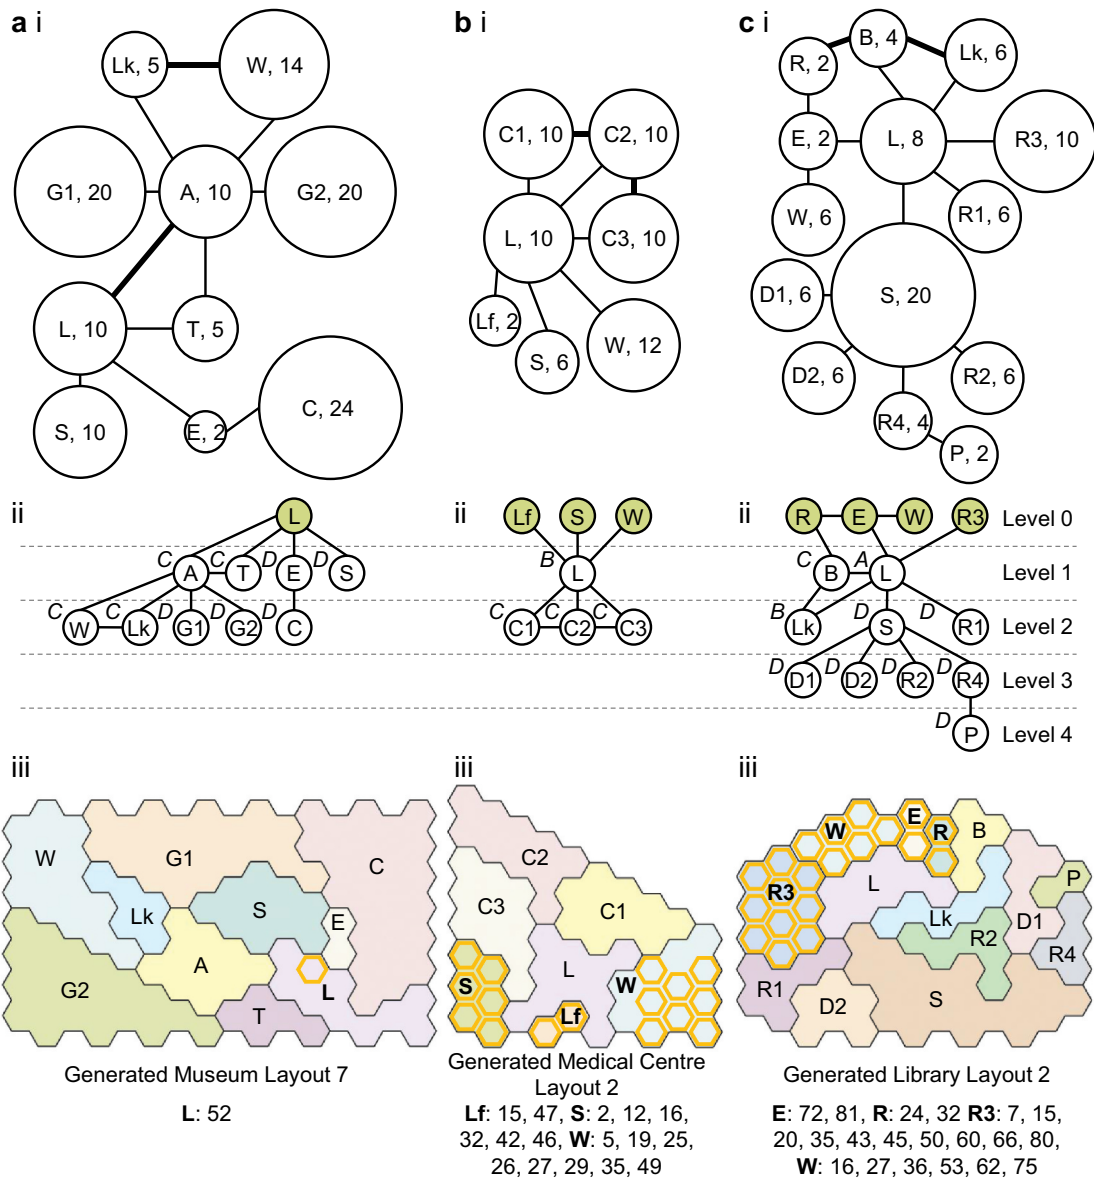 a i
Lk, 5
W, 14
G1, 20
A, 10
G2, 20
L, 10
T, 5
S, 10
E, 2
C, 24
b i
C1, 10
C2, 10
L, 10
C3, 10
Lf, 2
S, 6
W, 12
c i
R, 2
B, 4
Lk, 6
E, 2
L, 8
R3, 10
W, 6
R1, 6
D1, 6
S, 20
D2, 6
R2, 6
R4, 4
P, 2
ii
L
C C D D
A T E S
C C D D D
W Lk G1 G2 C
ii
Lf S W
B
L
C C C
C1 C2 C3
ii
R E W R3 Level 0
C A
B L Level 1
B D D
Lk S R1 Level 2
D D D D
D1 D2 R2 R4 Level 3
D
P Level 4
iii
W
G1
C
Lk
S
E
A
G2
L
T
Generated Museum Layout 7
L: 52
iii
C2
C3
C1
S
L
W
Lf
Generated Medical Centre
Layout 2
Lf: 15, 47, S: 2, 12, 16,
32, 42, 46, W: 5, 19, 25,
26, 27, 29, 35, 49
iii
E
W
R
B
L
R3
P
Lk
D1
R2
R4
R1
D2
S
Generated Library Layout 2
E: 72, 81, R: 24, 32 R3: 7, 15,
20, 35, 43, 45, 50, 60, 66, 80,
W: 16, 27, 36, 53, 62, 75